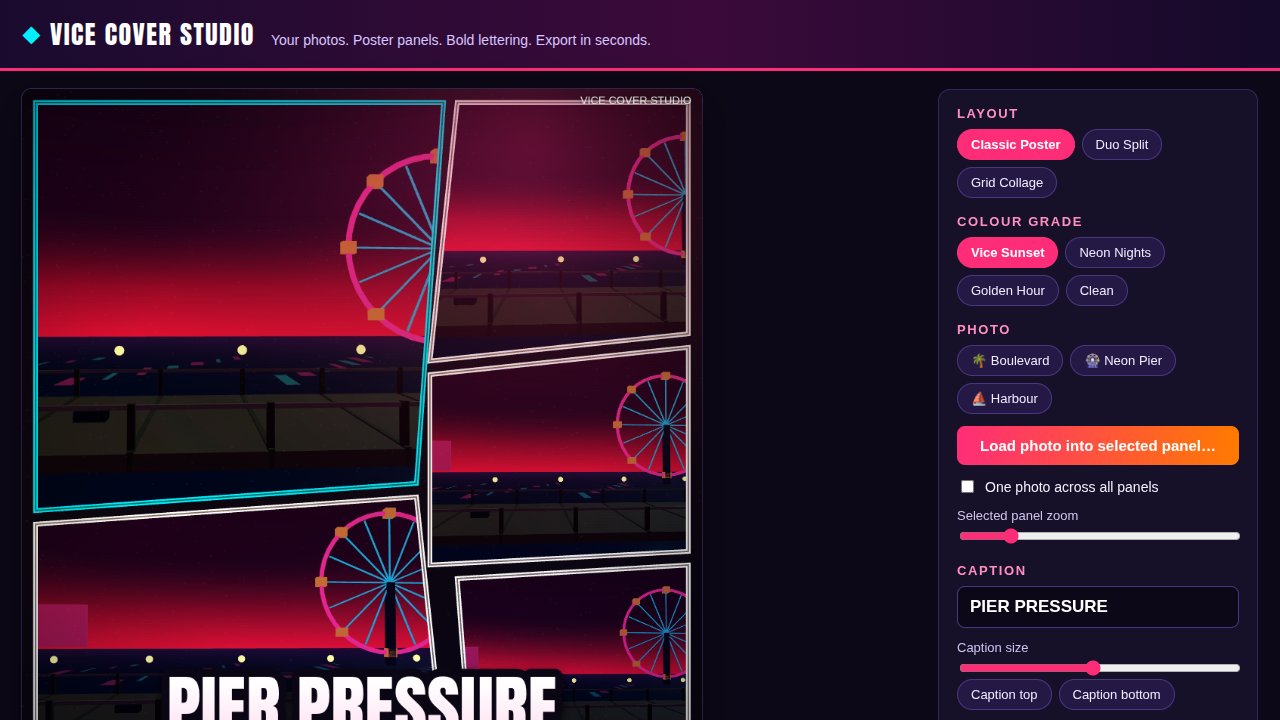 VICE COVER STUDIO
Your photos. Poster panels. Bold lettering. Export in seconds.
VICE COVER STUDIO
PIER PRESSURE
LAYOUT
Classic Poster
Duo Split
Grid Collage
COLOUR GRADE
Vice Sunset
Neon Nights
Golden Hour
Clean
PHOTO
🌴 Boulevard
🎡 Neon Pier
⛵ Harbour
Load photo into selected panel…
One photo across all panels
Selected panel zoom
CAPTION
PIER PRESSURE
Caption size
Caption top
Caption bottom